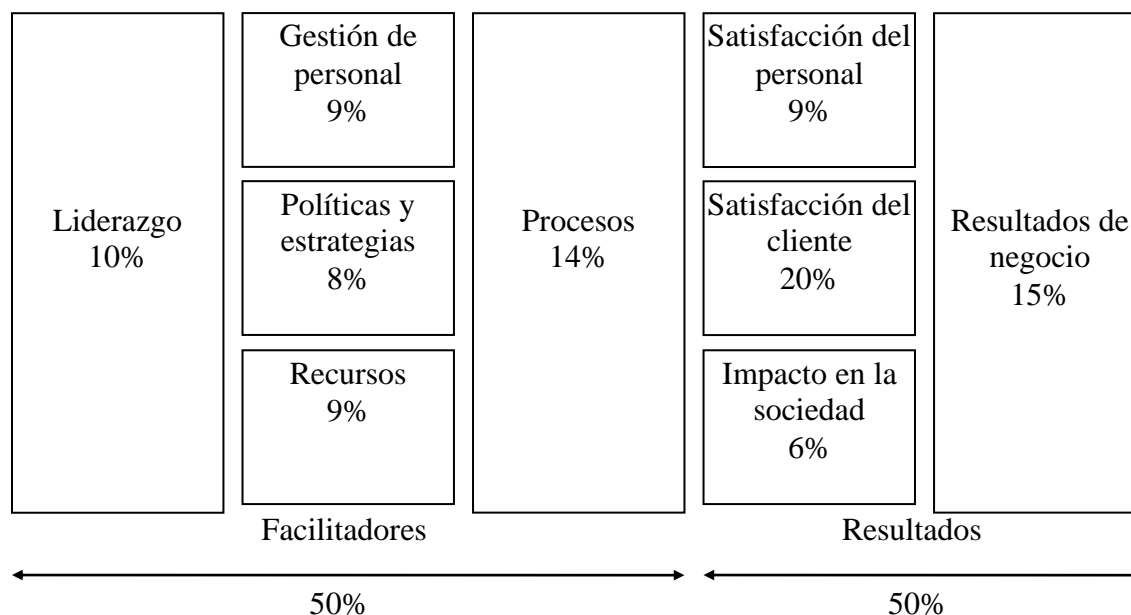 Liderazgo
10%
Gestión de
personal
9%
Políticas y
estrategias
8%
Recursos
9%
Procesos
14%
Satisfacción del
personal
9%
Satisfacción del
cliente
20%
Impacto en la
sociedad
6%
Resultados de
negocio
15%
Facilitadores
Resultados
50%
50%